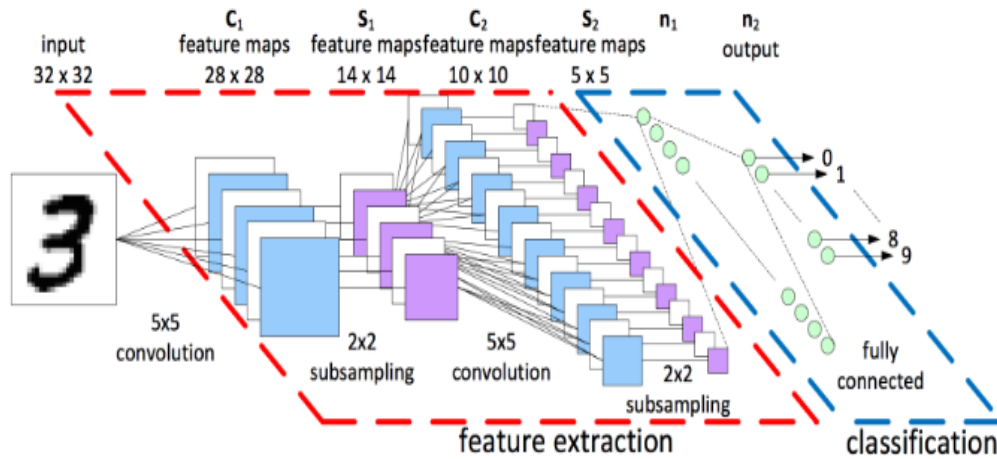 input
32 x 32
C₁
feature maps
28 x 28
S₁
feature maps
14 x 14
C₂
feature maps
10 x 10
S₂
feature maps
5 x 5
n₁
n₂
output
3
0
1
8
9
5x5
convolution
2x2
subsampling
5x5
convolution
2x2
subsampling
fully
connected
feature extraction
classification